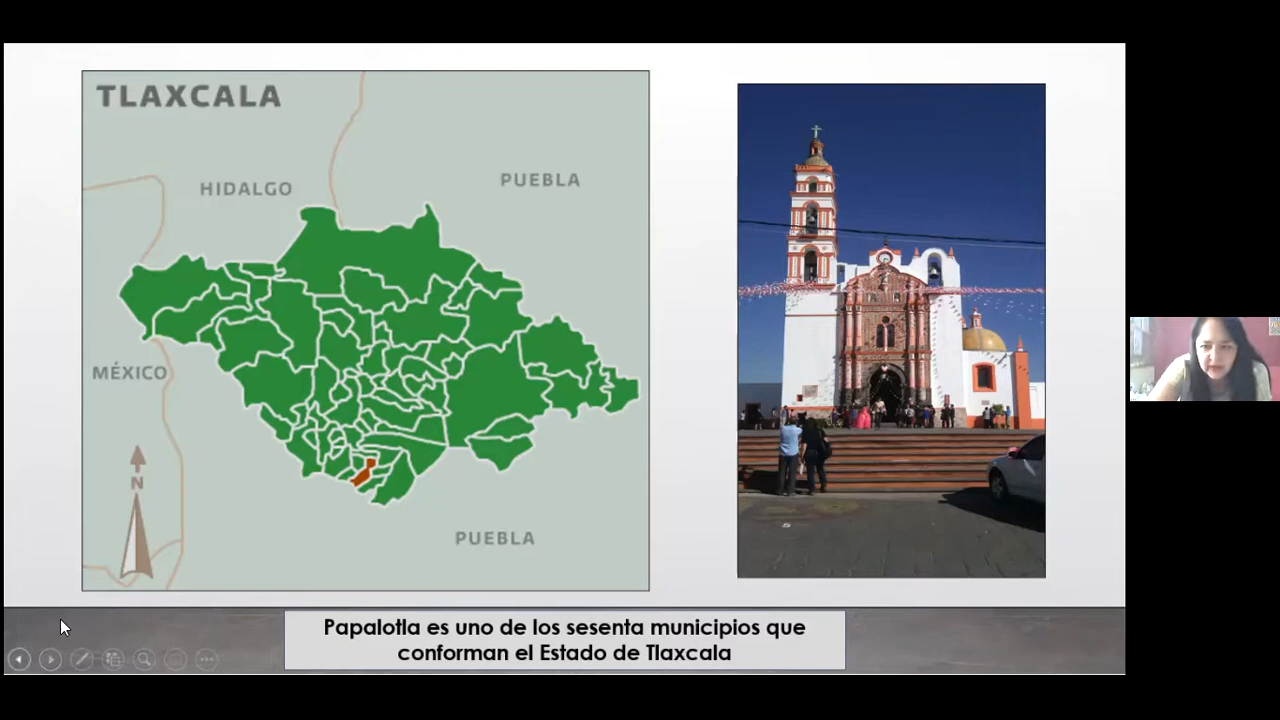 TLAXCALA
HIDALGO
PUEBLA
MÉXICO
N
PUEBLA
Papalotla es uno de los sesenta municipios que
conforman el Estado de Tlaxcala